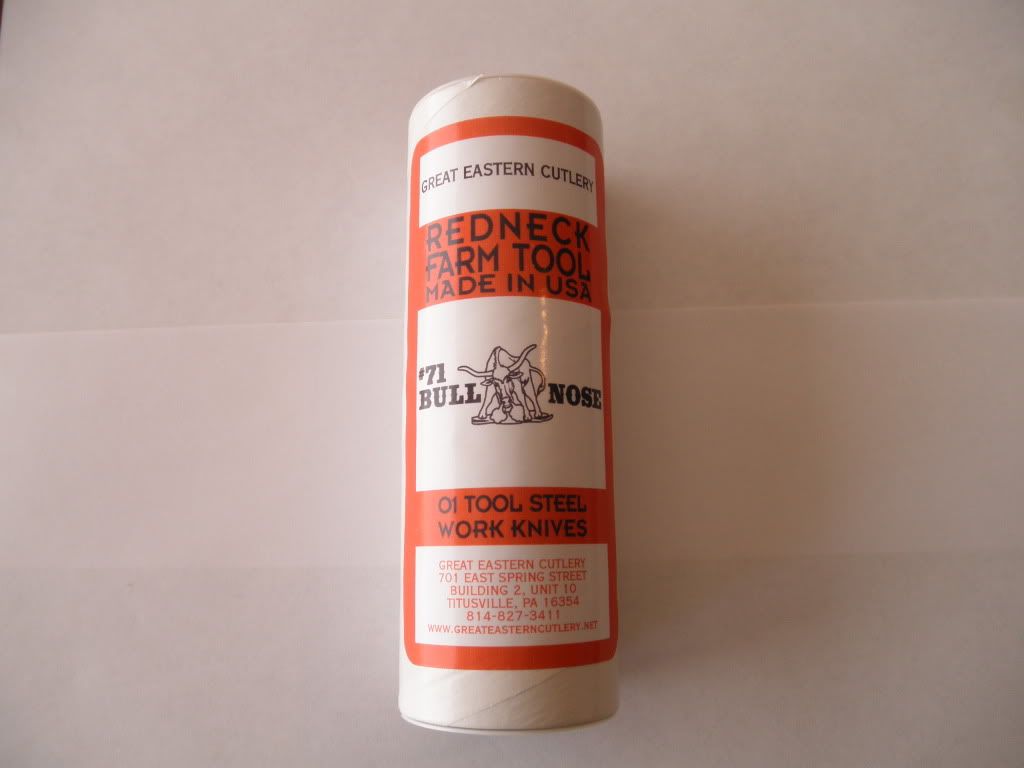 GREAT EASTERN CUTLERY
REDNECK
FARM TOOL
MADE IN USA
#71
BULL NOSE
01 TOOL STEEL
WORK KNIVES
GREAT EASTERN CUTLERY
701 EAST SPRING STREET
BUILDING 2, UNIT 10
TITUSVILLE, PA 16354
814-827-3411
WWW.GREATEASTERNCUTLERY.NET